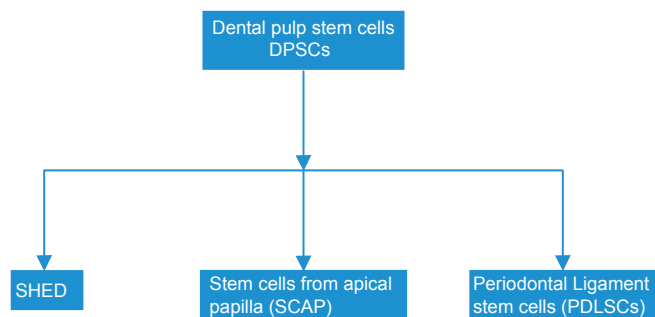 Dental pulp stem cells
DPSCs
SHED
Stem cells from apical
papilla (SCAP)
Periodontal Ligament
stem cells (PDLSCs)